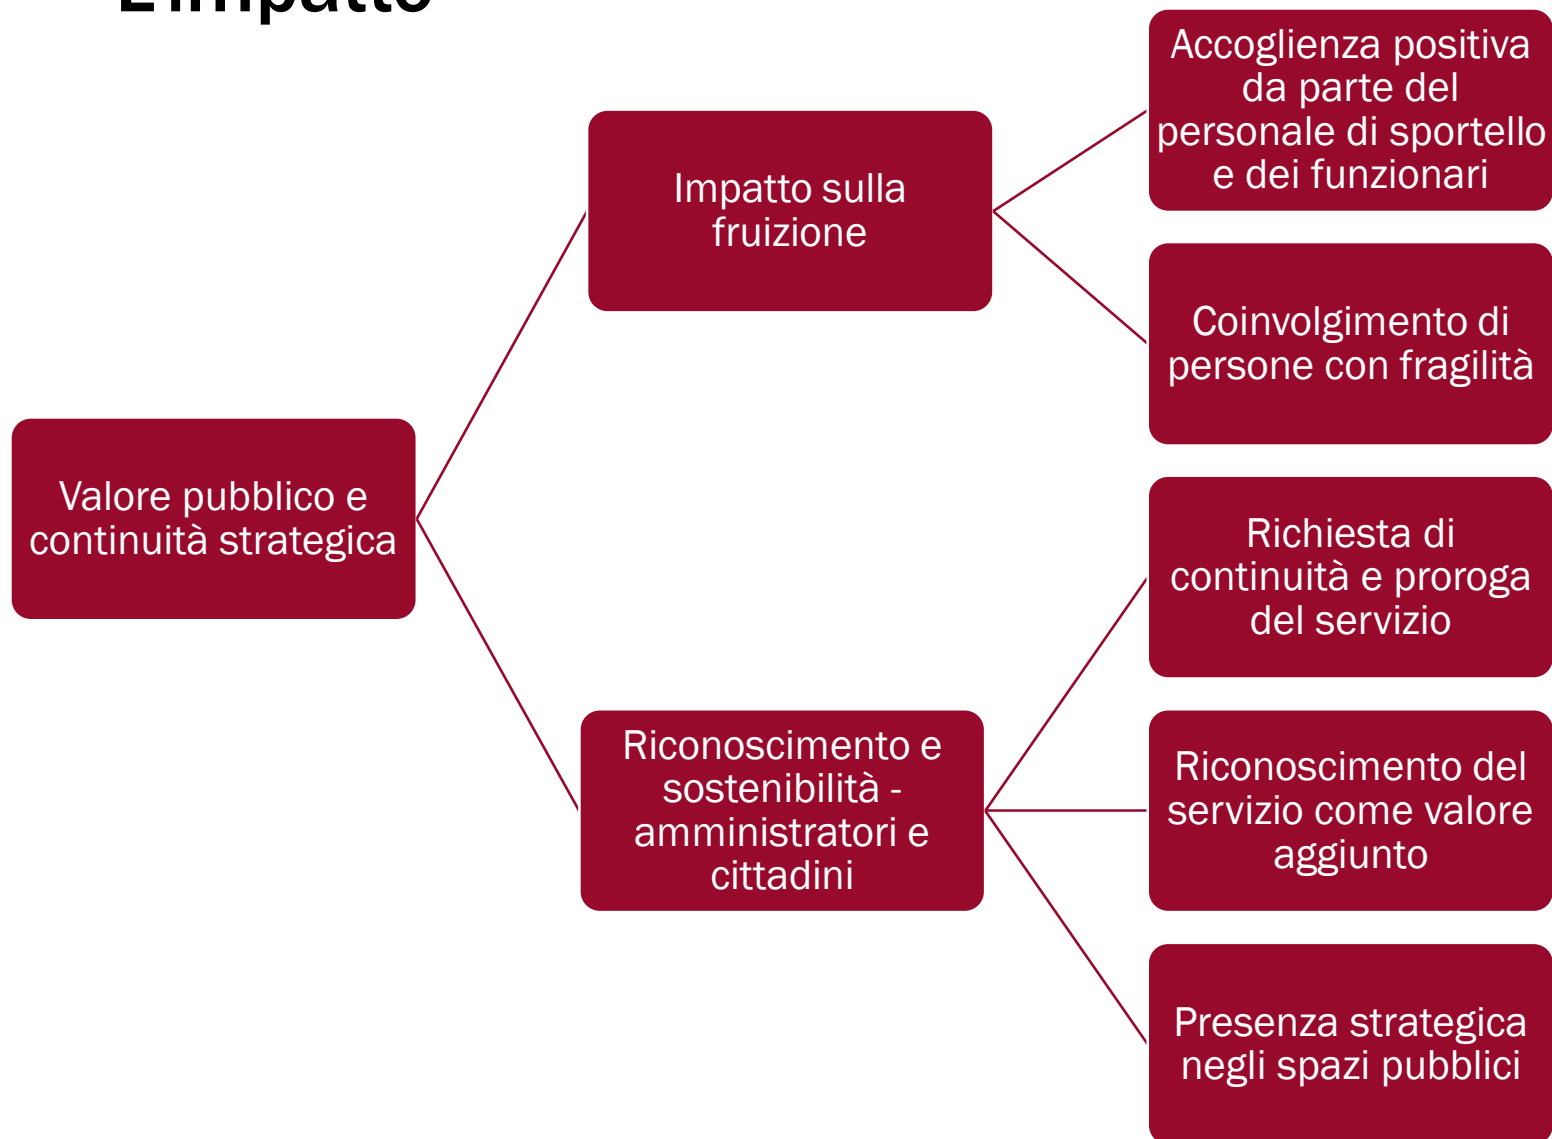 L'impatto
Accoglienza positiva
da parte del
personale di sportello
e dei funzionari
Impatto sulla
fruizione
Coinvolgimento di
persone con fragilità
Valore pubblico e
continuità strategica
Richiesta di
continuità e proroga
del servizio
Riconoscimento e
sostenibilità -
amministratori e
cittadini
Riconoscimento del
servizio come valore
aggiunto
Presenza strategica
negli spazi pubblici